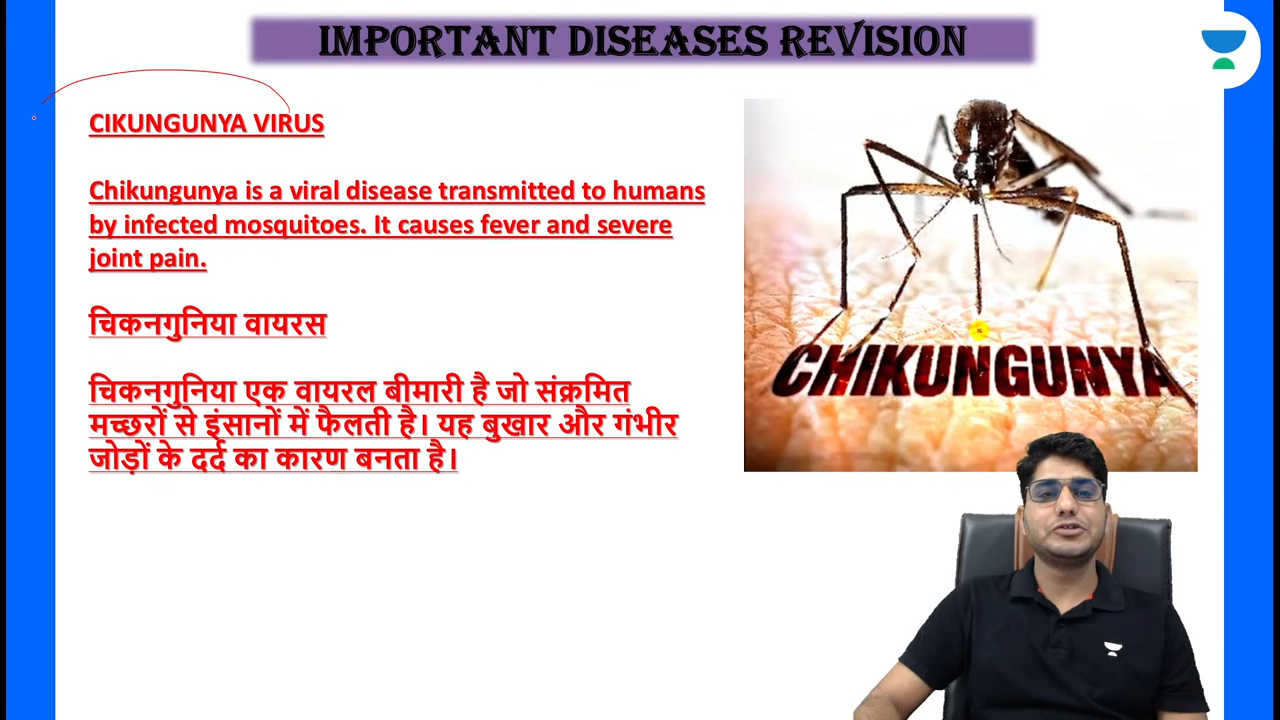 IMPORTANT DISEASES REVISION
CIKUNGUNYA VIRUS
Chikungunya is a viral disease transmitted to humans
by infected mosquitoes. It causes fever and severe
joint pain.
चिकनगुनिया वायरस
चिकनगुनिया एक वायरल बीमारी है जो संक्रमित
मच्छरों से इंसानों में फैलती है। यह बुखार और गंभीर
जोड़ों के दर्द का कारण बनता है।
CHIKUNGUNYA